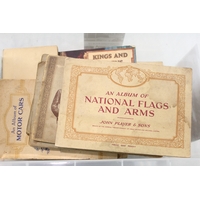 KINGS AND
An Album of
MOTOR CARS
AN ALBUM OF
NATIONAL FLAGS
AND ARMS
JOHN PLAYER & SONS